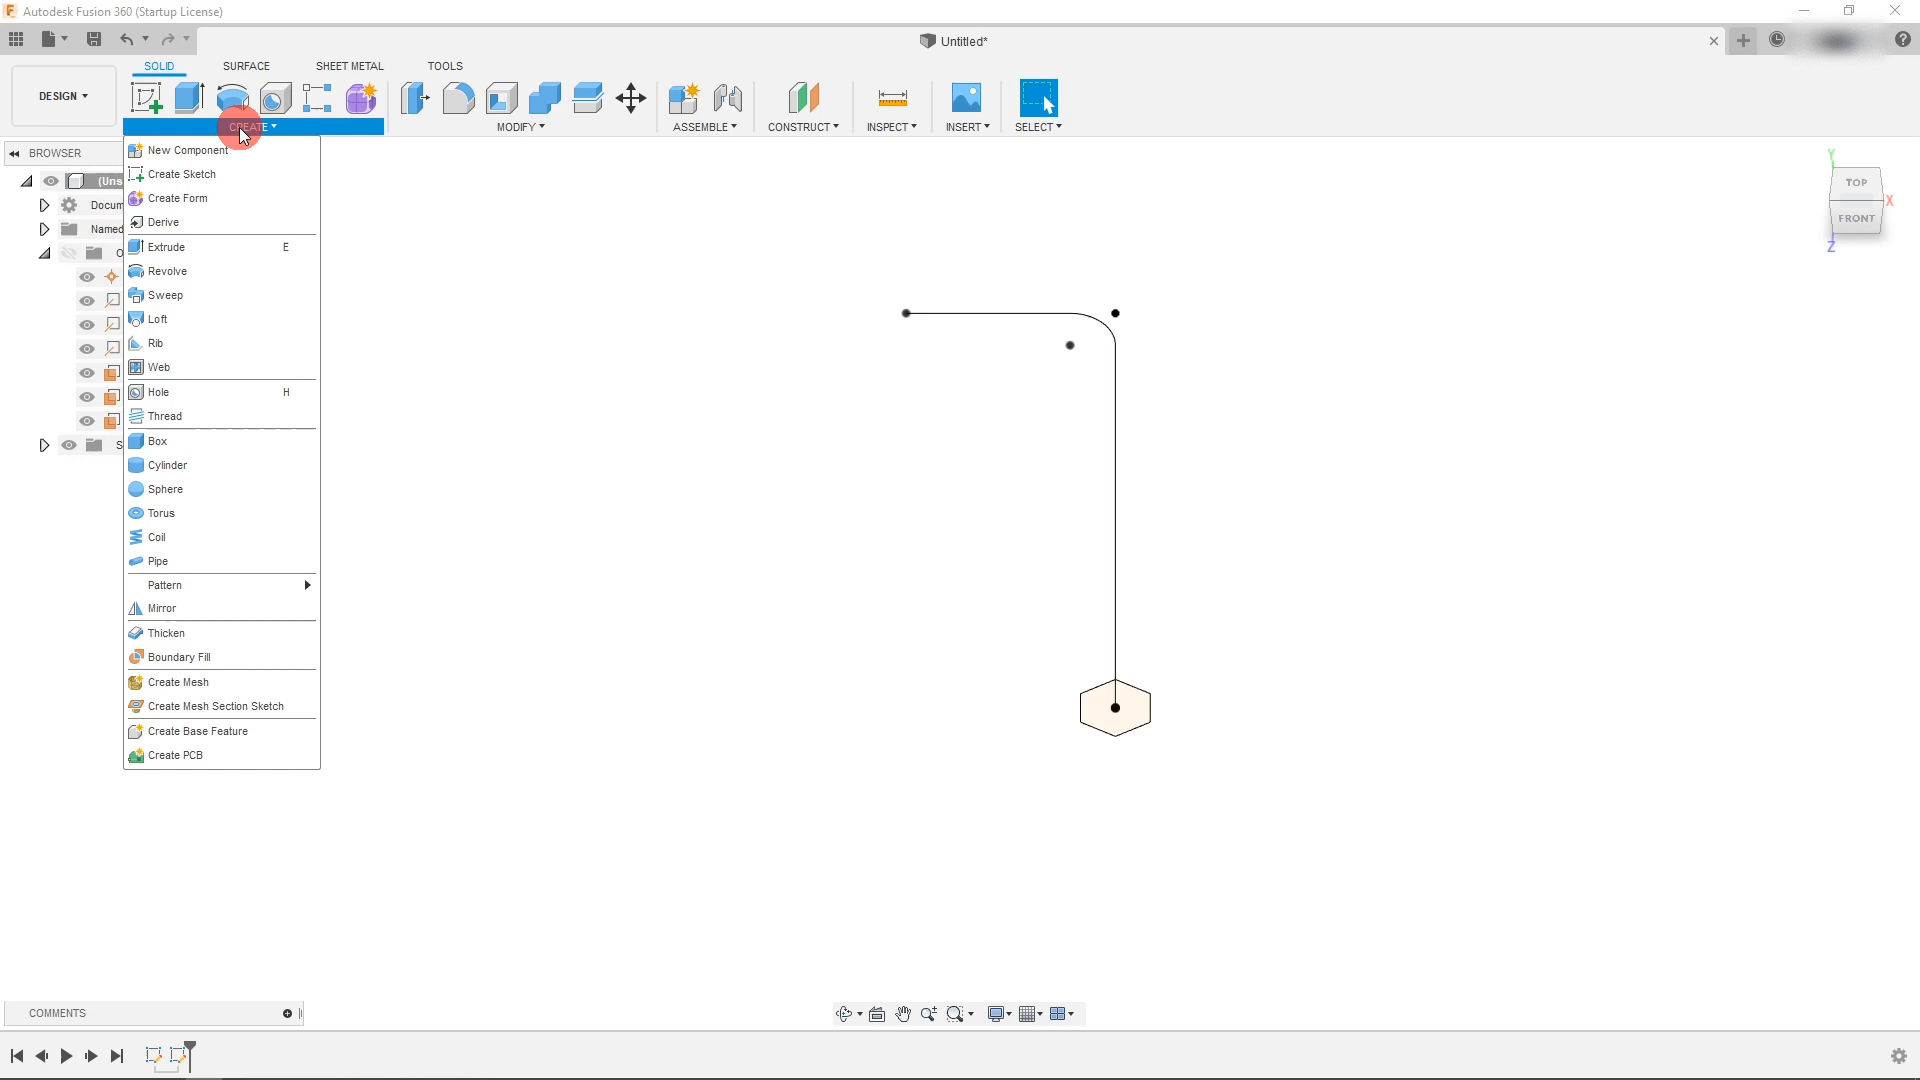 Autodesk Fusion 360 (Startup License)
Untitled*
SOLID
SURFACE
SHEET METAL
TOOLS
DESIGN
CREATE
MODIFY
ASSEMBLE
CONSTRUCT
INSPECT
INSERT
SELECT
BROWSER
(Uns
Docum
Named
O
S
New Component
Create Sketch
Create Form
Derive
Extrude E
Revolve
Sweep
Loft
Rib
Web
Hole H
Thread
Box
Cylinder
Sphere
Torus
Coil
Pipe
Pattern
Mirror
Thicken
Boundary Fill
Create Mesh
Create Mesh Section Sketch
Create Base Feature
Create PCB
Y
TOP
X
FRONT
Z
COMMENTS